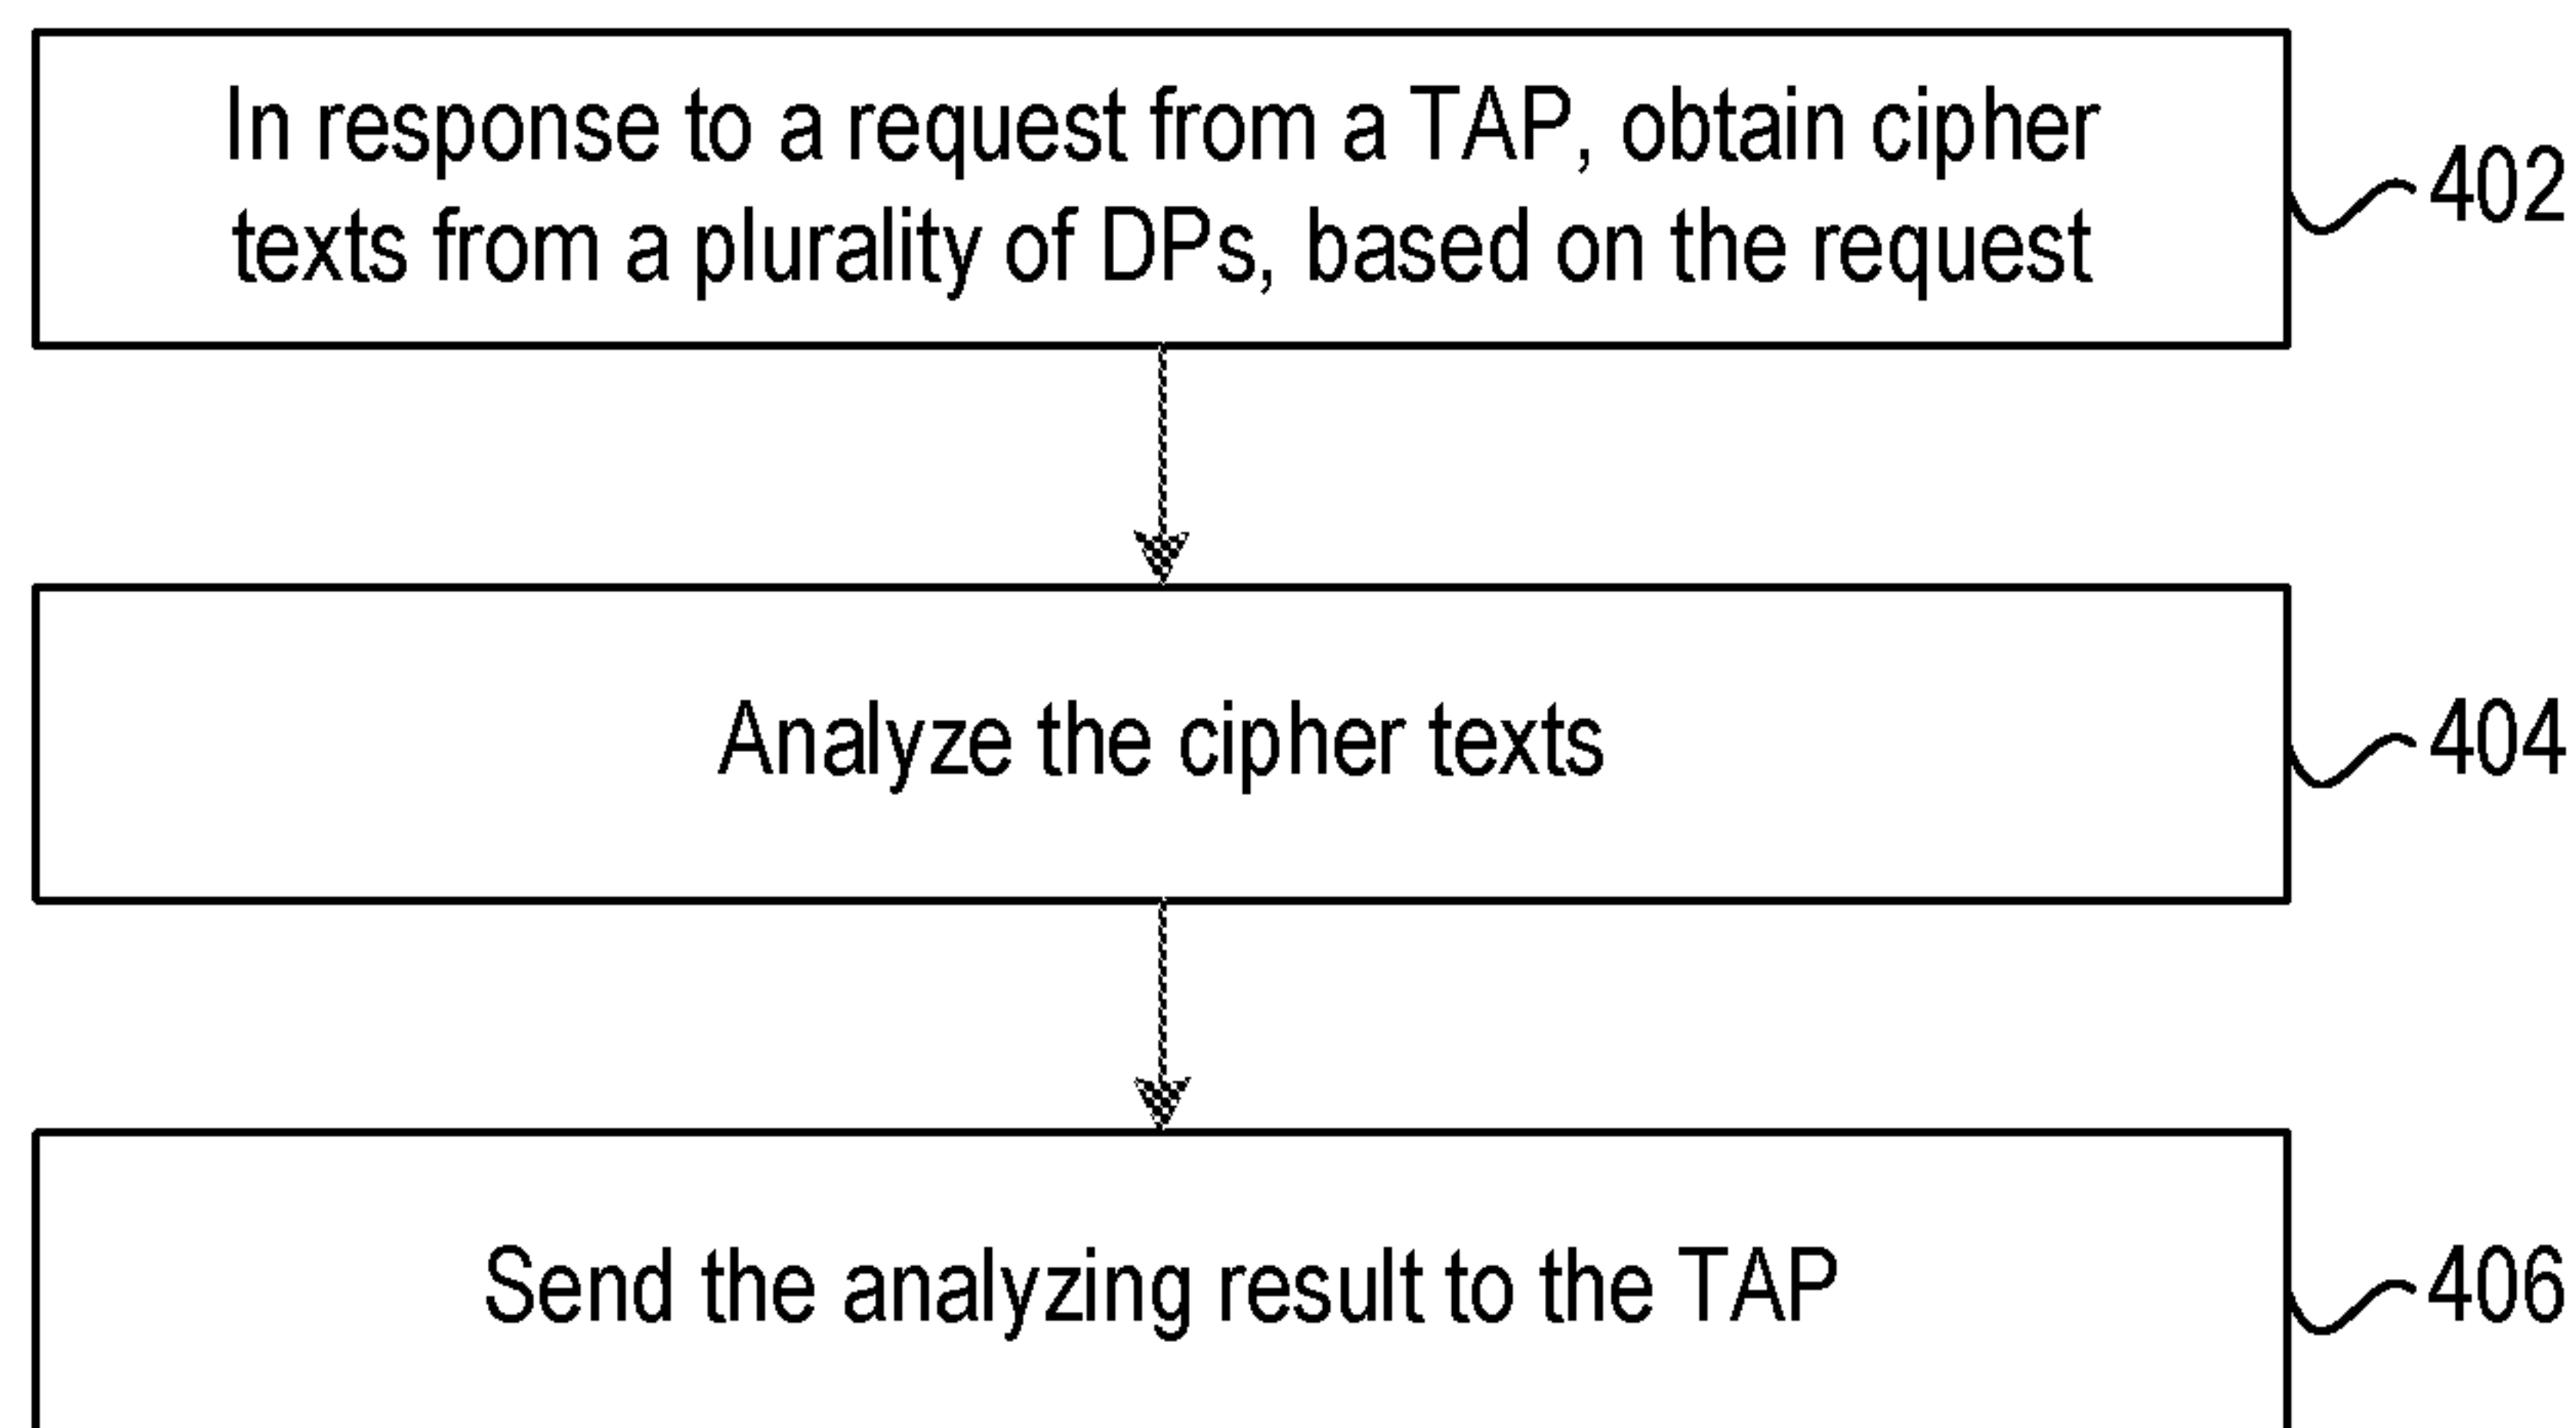 In response to a request from a TAP, obtain cipher
texts from a plurality of DPs, based on the request
402
Analyze the cipher texts
404
Send the analyzing result to the TAP
406